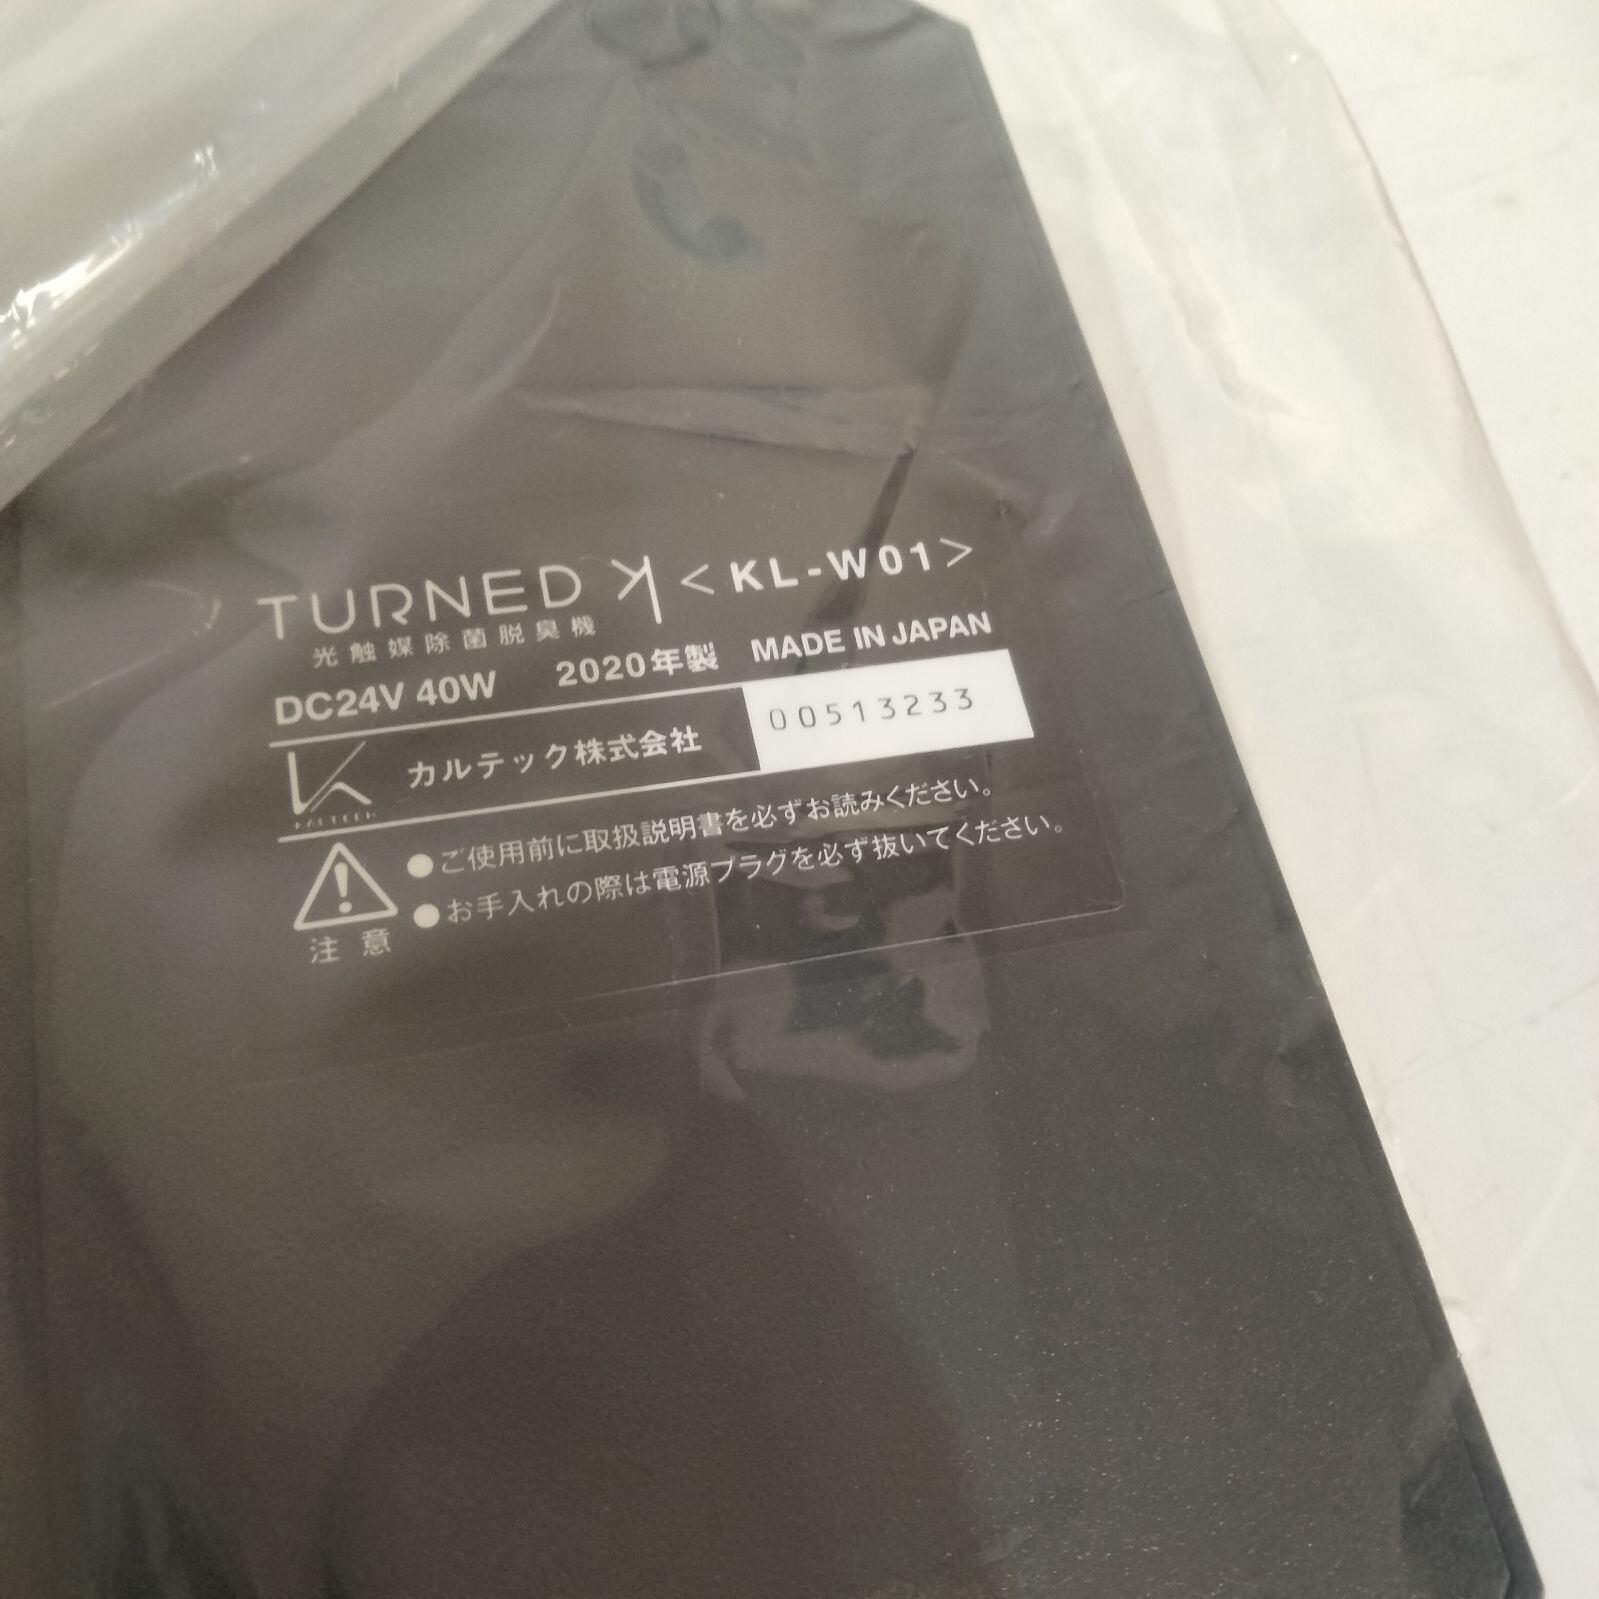 TURNED K <KL-W01>
光触媒除菌脱臭機
DC24V 40W 2020年製 MADE IN JAPAN
カルテック株式会社 00513233
KALTECH
●ご使用前に取扱説明書を必ずお読みください。
●お手入れの際は電源プラグを必ず抜いてください。
注意